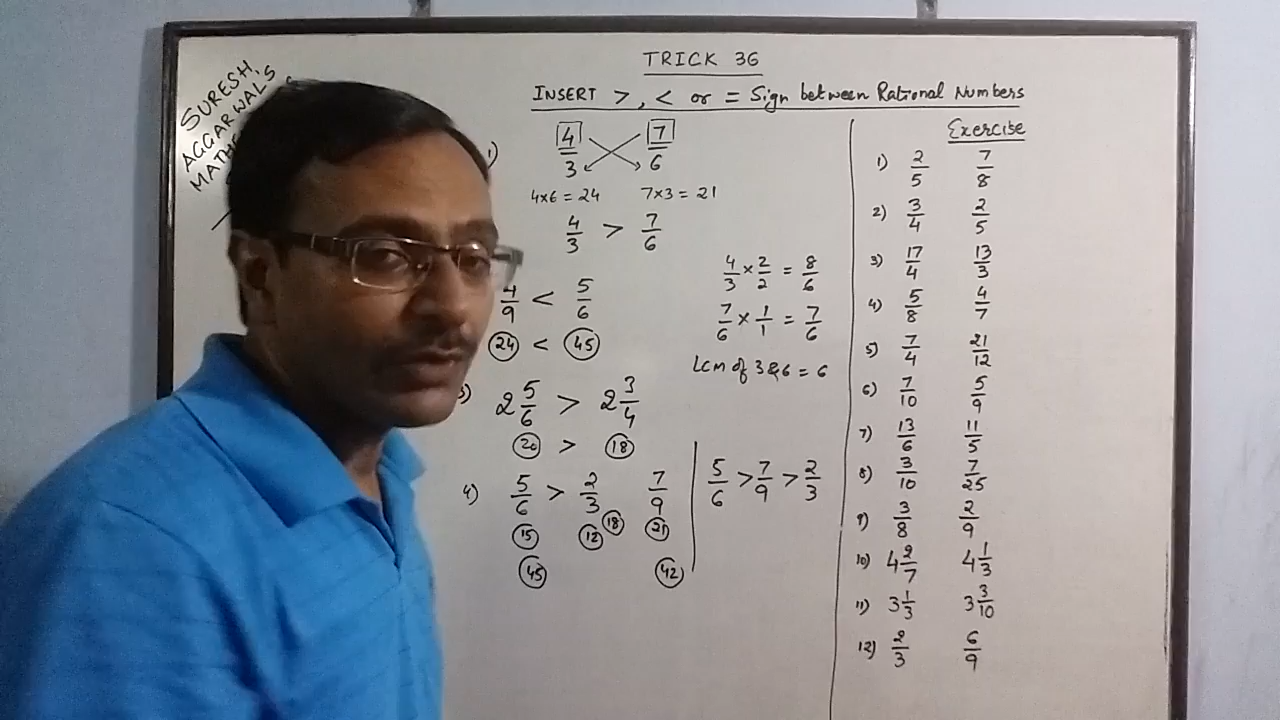 TRICK 36
SURESH
AGGARWAL'S
INSERT >, < or = Sign between Rational Numbers
1) 4/3 7/6
4x6 = 24 7x3 = 21
4/3 > 7/6
4/3 x 2/2 = 8/6
7/6 x 1/1 = 7/6
Lcm of 3 & 6 = 6
4/9 < 5/6
24 < 45
3) 2 5/6 > 2 3/4
20 > 18
4) 5/6 > 2/3 7/9
15 12 18 21
45 42
5/6 > 7/9 > 2/3
Exercise
1) 2/5 7/8
2) 3/4 2/5
3) 17/4 13/3
4) 5/8 4/7
5) 7/4 21/12
6) 7/10 5/9
7) 13/6 11/5
8) 3/10 7/25
9) 3/8 2/9
10) 4 2/7 4 1/3
11) 3 1/3 3 3/10
12) 2/3 6/9